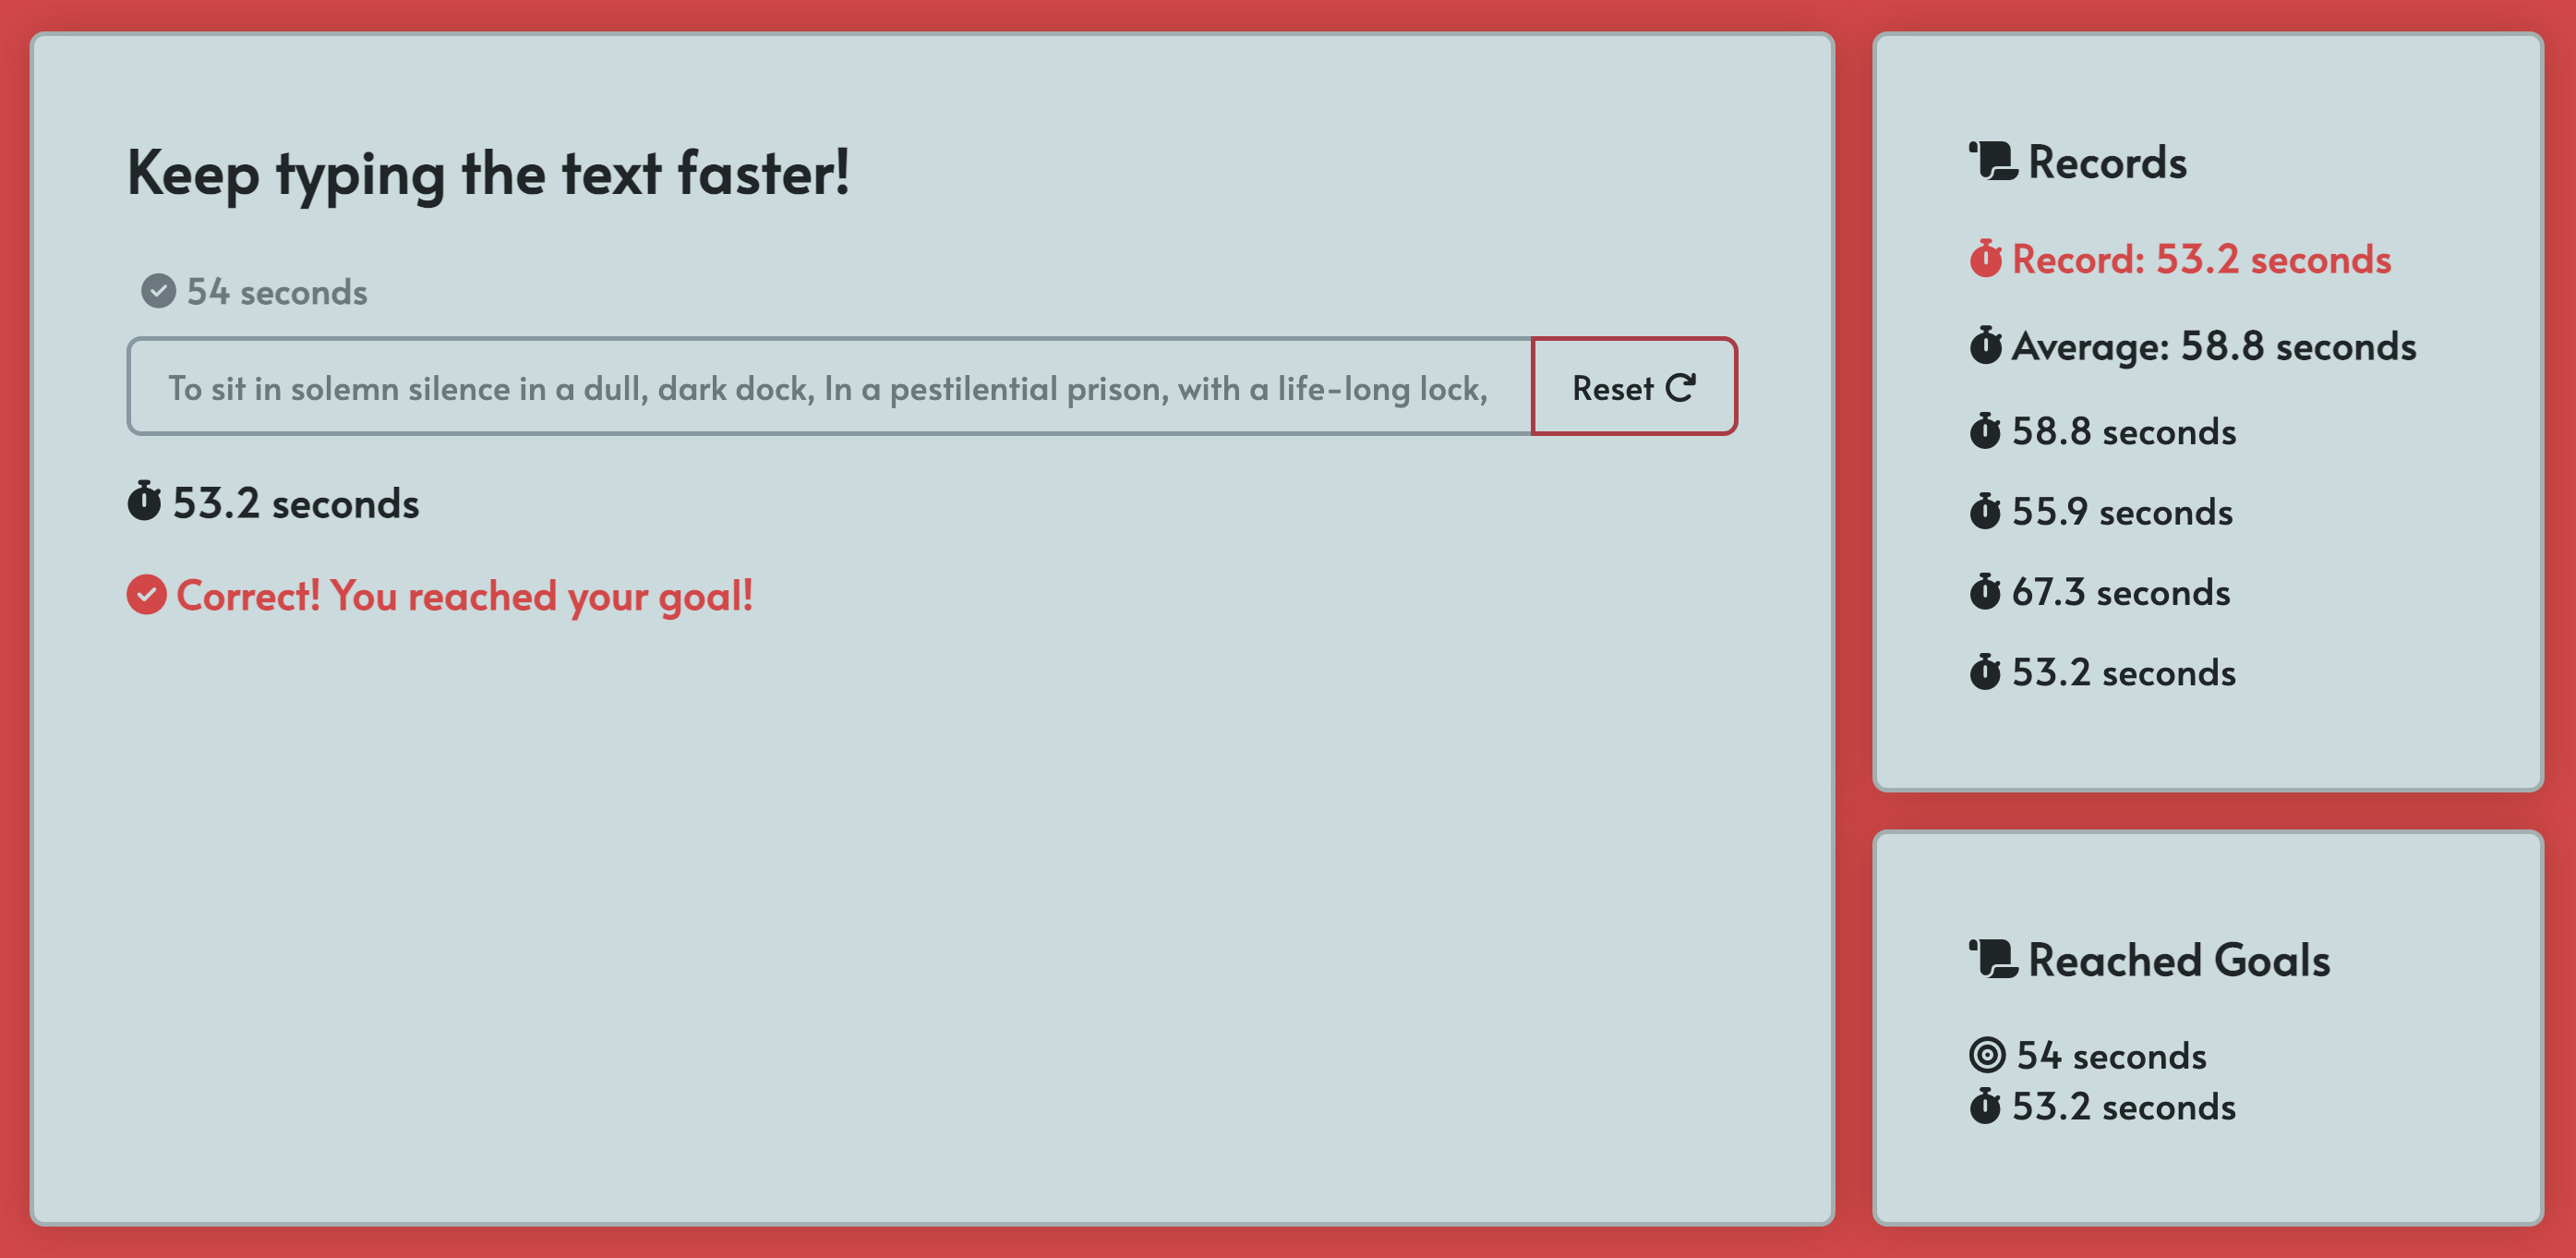 Keep typing the text faster!
54 seconds
To sit in solemn silence in a dull, dark dock, In a pestilential prison, with a life-long lock,
Reset
53.2 seconds
Correct! You reached your goal!
Records
Record: 53.2 seconds
Average: 58.8 seconds
58.8 seconds
55.9 seconds
67.3 seconds
53.2 seconds
Reached Goals
54 seconds
53.2 seconds